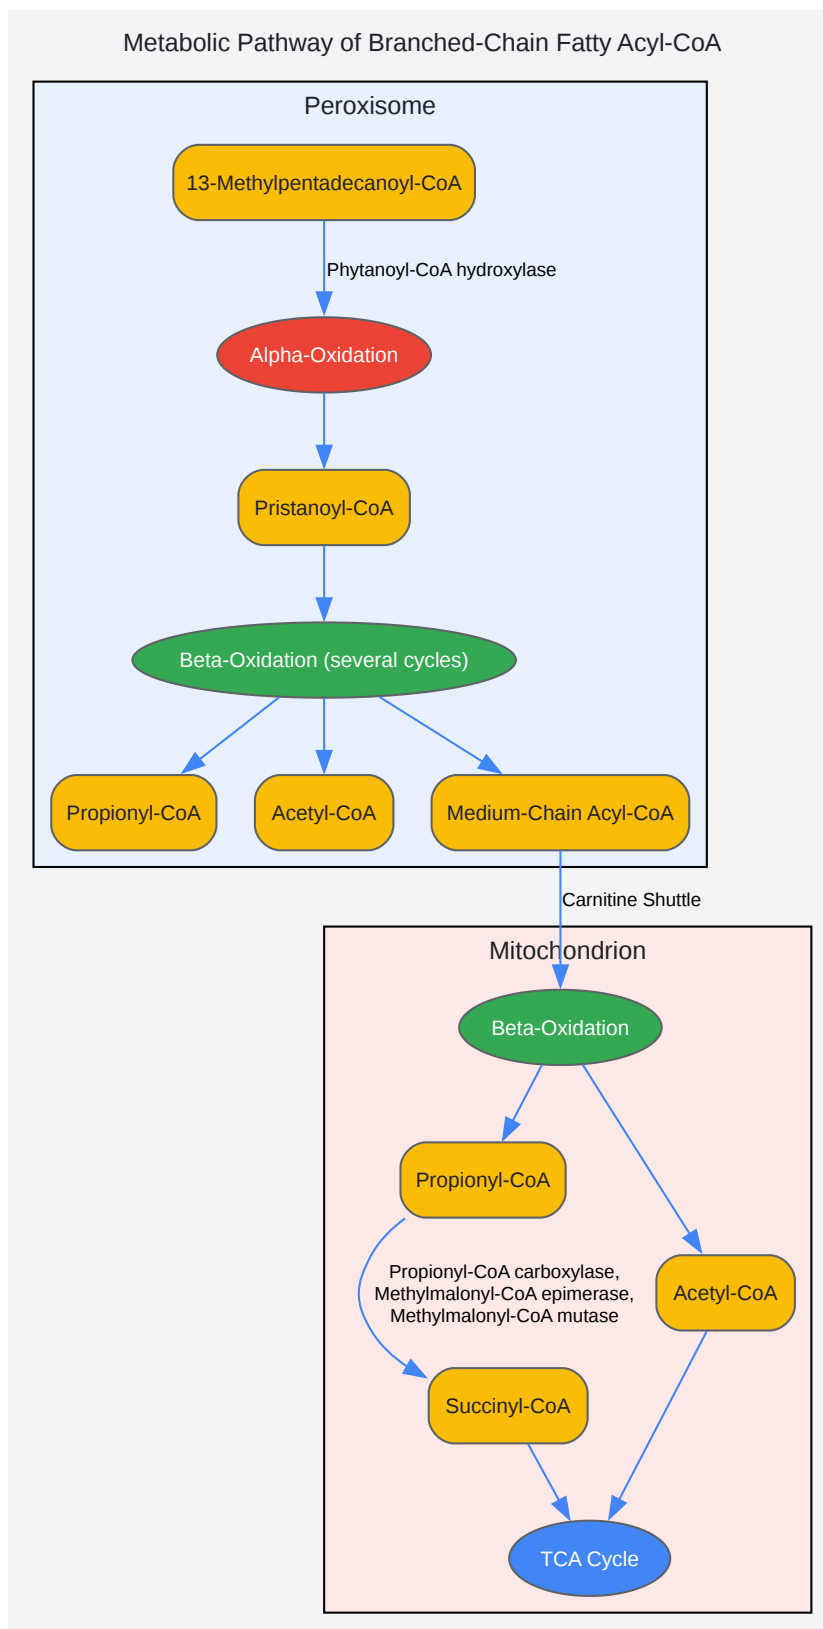 Metabolic Pathway of Branched-Chain Fatty Acyl-CoA
Peroxisome
13-Methylpentadecanoyl-CoA
Phytanoyl-CoA hydroxylase
Alpha-Oxidation
Pristanoyl-CoA
Beta-Oxidation (several cycles)
Propionyl-CoA
Acetyl-CoA
Medium-Chain Acyl-CoA
Carnitine Shuttle
Mitochondrion
Beta-Oxidation
Propionyl-CoA
Propionyl-CoA carboxylase,
Methylmalonyl-CoA epimerase,
Methylmalonyl-CoA mutase
Acetyl-CoA
Succinyl-CoA
TCA Cycle